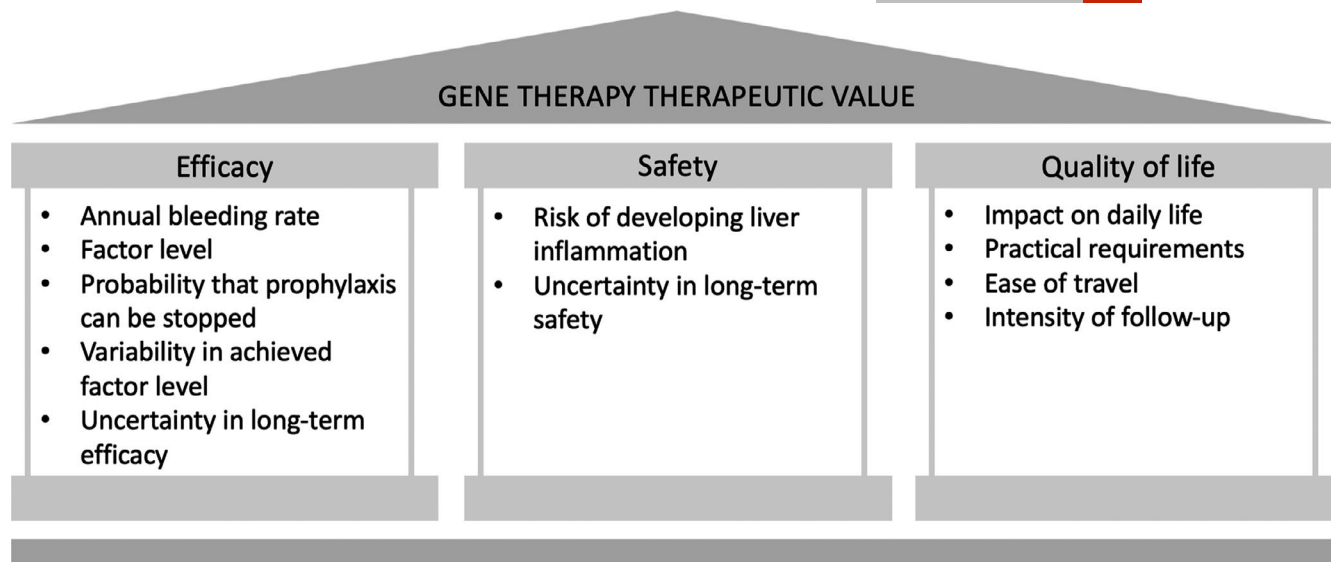 GENE THERAPY THERAPEUTIC VALUE
Efficacy
• Annual bleeding rate
• Factor level
• Probability that prophylaxis
can be stopped
• Variability in achieved
factor level
• Uncertainty in long-term
efficacy
Safety
• Risk of developing liver
inflammation
• Uncertainty in long-term
safety
Quality of life
• Impact on daily life
• Practical requirements
• Ease of travel
• Intensity of follow-up